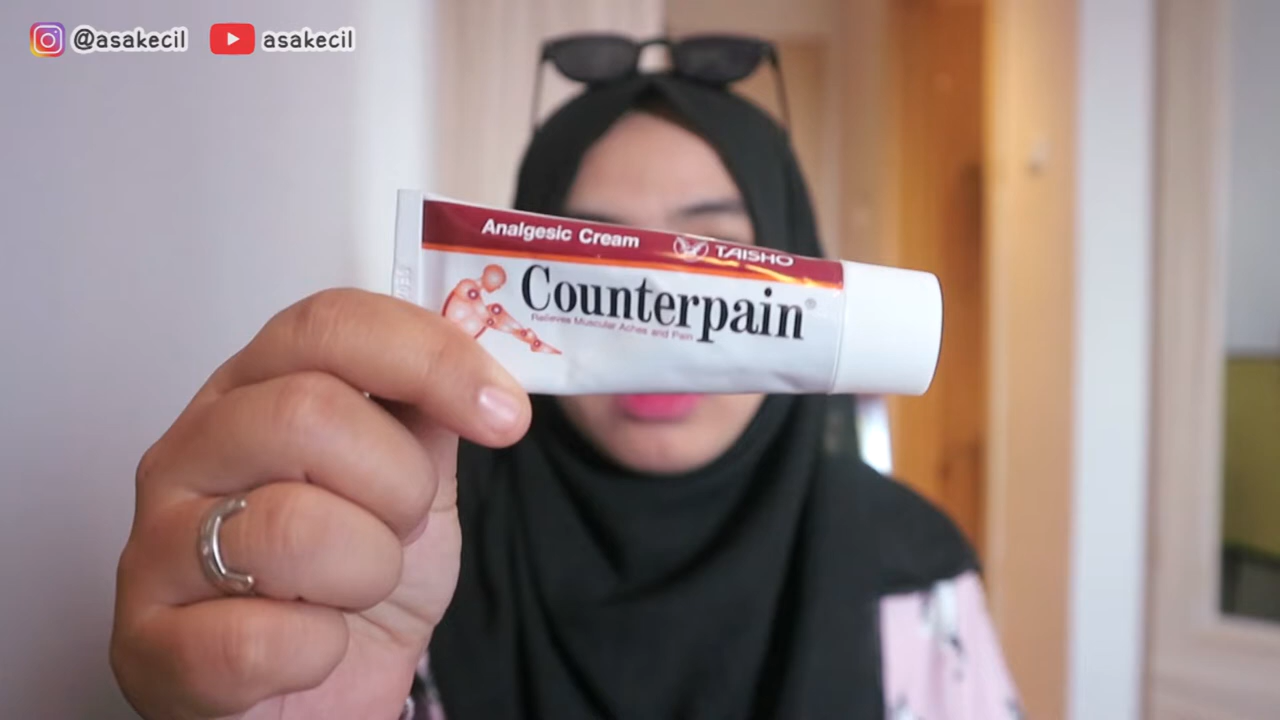 @asakecil asakecil
Analgesic Cream TAISHO
Counterpain®
Relieves Muscular Aches and Pain